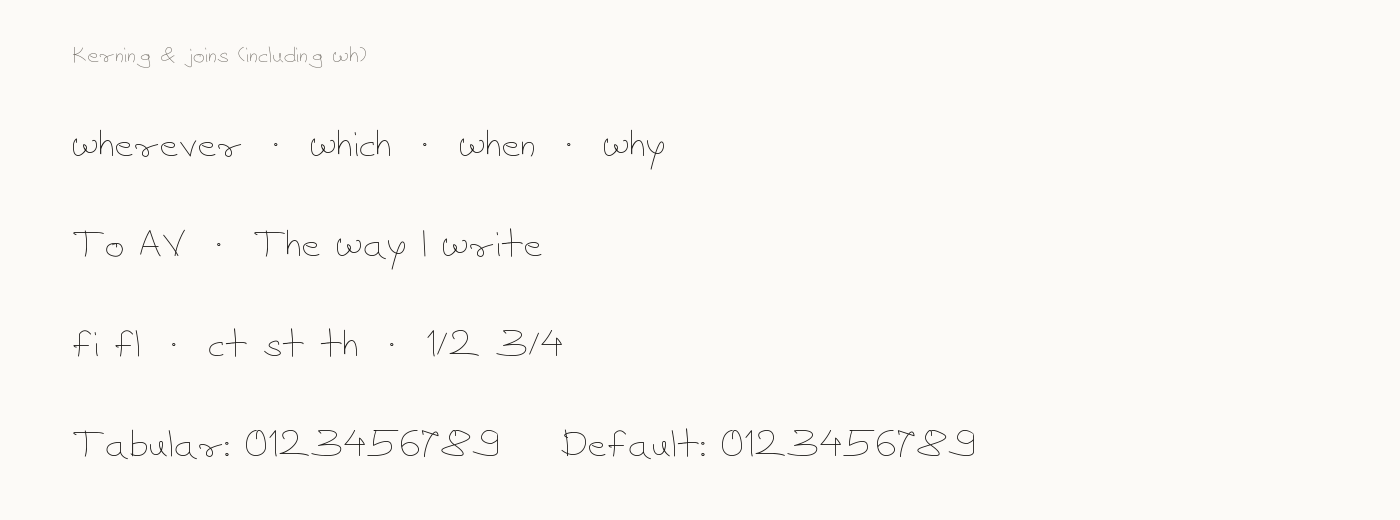 Kerning & joins (including wh)
wherever · which · when · why
To AV · The way I write
fi fl · ct st th · 1/2 3/4
Tabular: 0123456789 Default: 0123456789